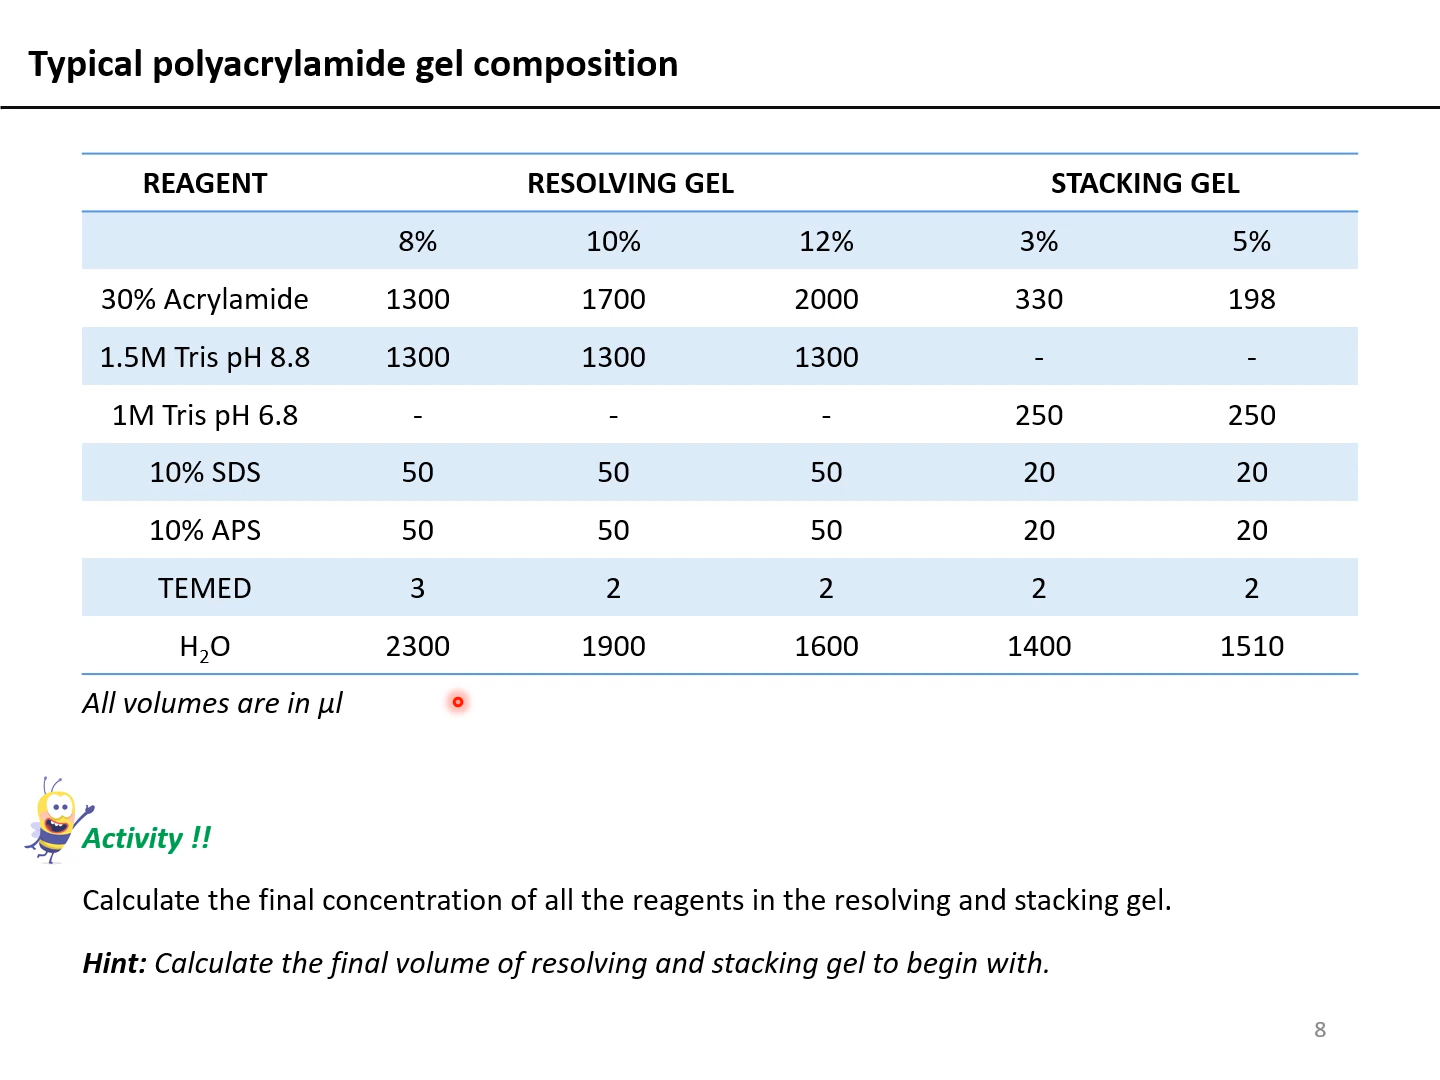 Typical polyacrylamide gel composition
REAGENT RESOLVING GEL STACKING GEL
8% 10% 12% 3% 5%
30% Acrylamide 1300 1700 2000 330 198
1.5M Tris pH 8.8 1300 1300 1300 - -
1M Tris pH 6.8 - - - 250 250
10% SDS 50 50 50 20 20
10% APS 50 50 50 20 20
TEMED 3 2 2 2 2
H₂O 2300 1900 1600 1400 1510
All volumes are in µl
Activity !!
Calculate the final concentration of all the reagents in the resolving and stacking gel.
Hint: Calculate the final volume of resolving and stacking gel to begin with.
8